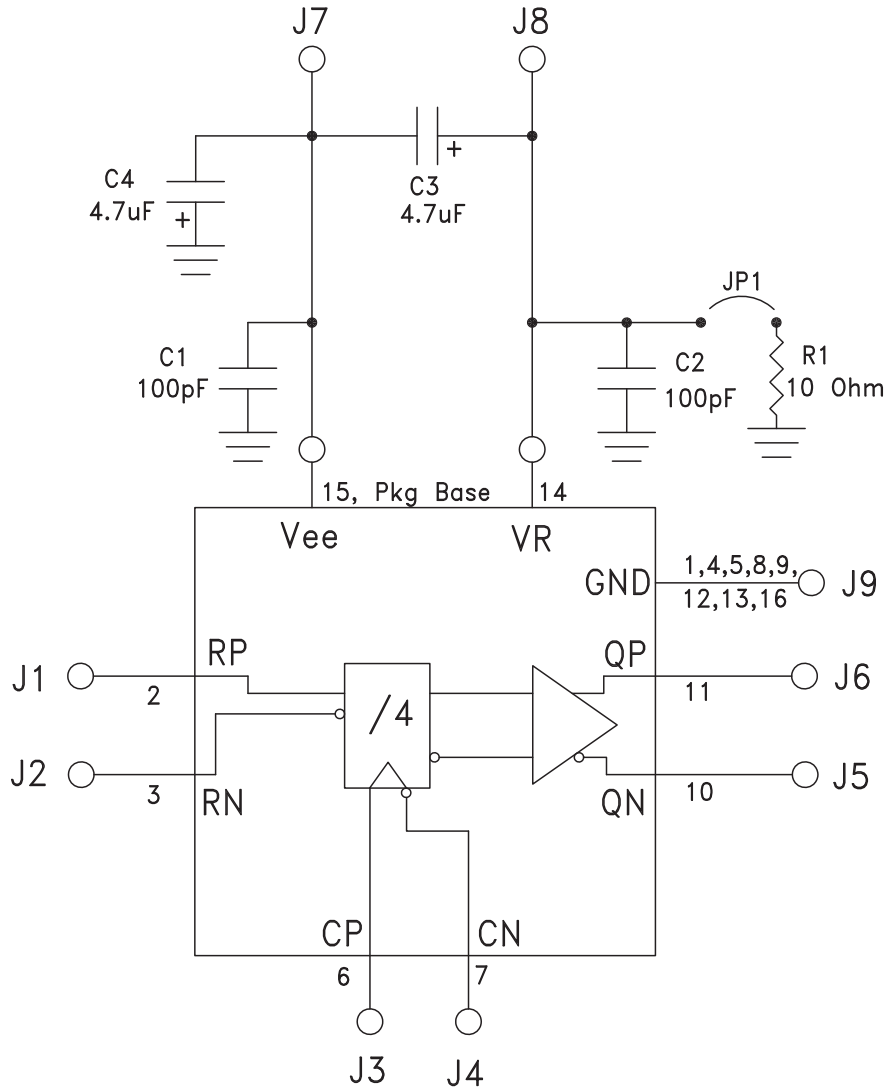 J7
J8
+
C4
4.7uF
+
C3
4.7uF
JP1
C1
100pF
C2
100pF
R1
10 Ohm
15, Pkg Base
14
Vee
VR
GND
1,4,5,8,9,
12,13,16
J9
RP
QP
J1
2
/4
11
J6
J2
3
RN
QN
10
J5
CP
CN
6
7
J3
J4